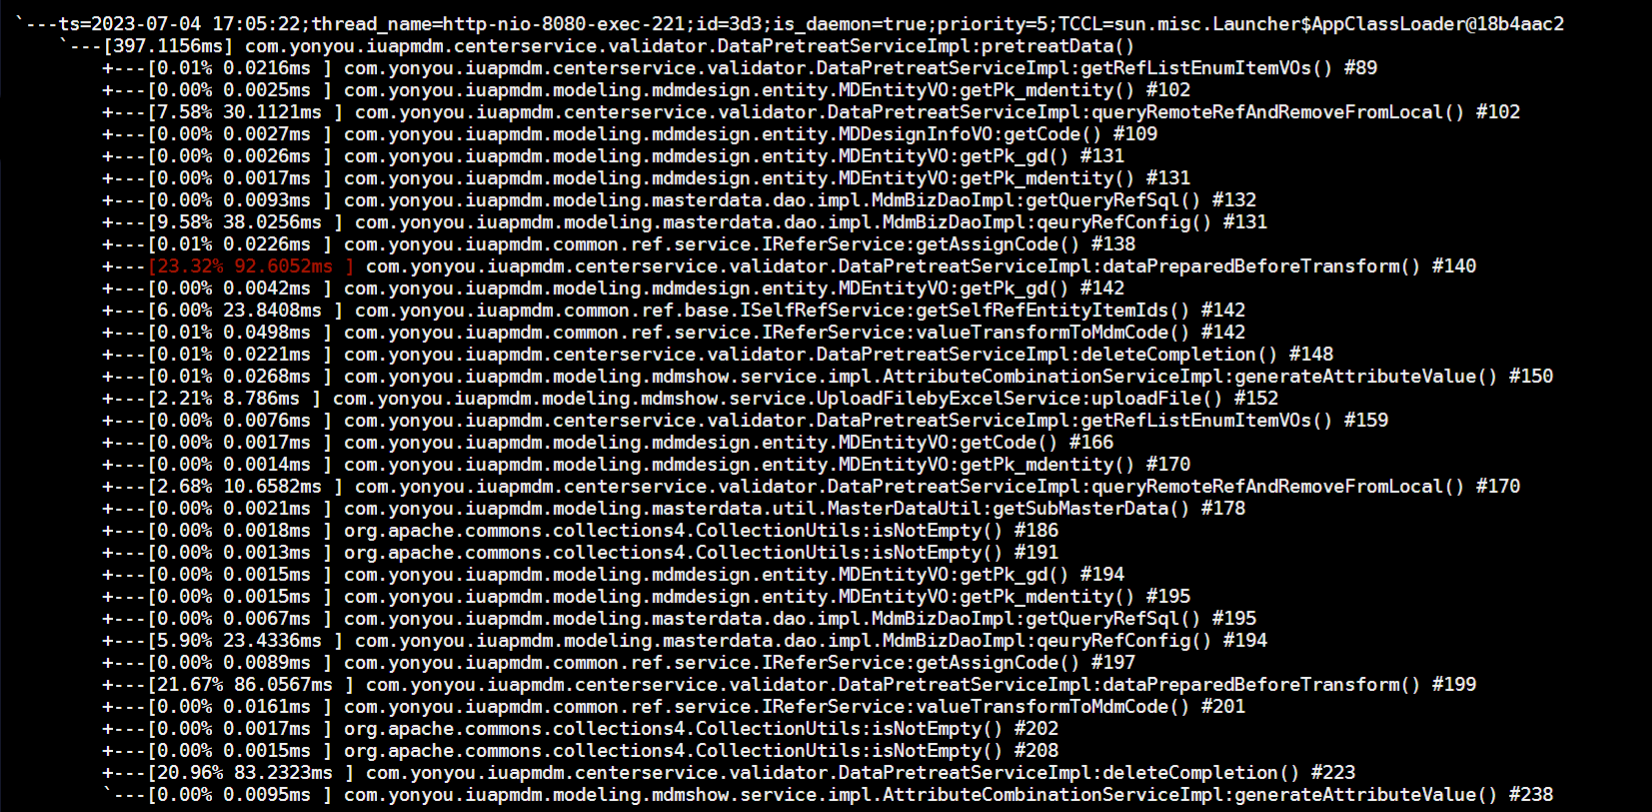 `---ts=2023-07-04 17:05:22;thread_name=http-nio-8080-exec-221;id=3d3;is_daemon=true;priority=5;TCCL=sun.misc.Launcher$AppClassLoader@18b4aac2
    `---[397.1156ms] com.yonyou.iuapmdm.centerservice.validator.DataPretreatServiceImpl:pretreatData()
        +---[0.01% 0.0216ms ] com.yonyou.iuapmdm.centerservice.validator.DataPretreatServiceImpl:getRefListEnumItemVOs() #89
        +---[0.00% 0.0025ms ] com.yonyou.iuapmdm.modeling.mdmdesign.entity.MDEntityVO:getPk_mdentity() #102
        +---[7.58% 30.1121ms ] com.yonyou.iuapmdm.centerservice.validator.DataPretreatServiceImpl:queryRemoteRefAndRemoveFromLocal() #102
        +---[0.00% 0.0027ms ] com.yonyou.iuapmdm.modeling.mdmdesign.entity.MDDesignInfoVO:getCode() #109
        +---[0.00% 0.0026ms ] com.yonyou.iuapmdm.modeling.mdmdesign.entity.MDEntityVO:getPk_gd() #131
        +---[0.00% 0.0017ms ] com.yonyou.iuapmdm.modeling.mdmdesign.entity.MDEntityVO:getPk_mdentity() #131
        +---[0.00% 0.0093ms ] com.yonyou.iuapmdm.modeling.masterdata.dao.impl.MdmBizDaoImpl:getQueryRefSql() #132
        +---[9.58% 38.0256ms ] com.yonyou.iuapmdm.modeling.masterdata.dao.impl.MdmBizDaoImpl:qeuryRefConfig() #131
        +---[0.01% 0.0226ms ] com.yonyou.iuapmdm.common.ref.service.IReferService:getAssignCode() #138
        +---[23.32% 92.6052ms ] com.yonyou.iuapmdm.centerservice.validator.DataPretreatServiceImpl:dataPreparedBeforeTransform() #140
        +---[0.00% 0.0042ms ] com.yonyou.iuapmdm.modeling.mdmdesign.entity.MDEntityVO:getPk_gd() #142
        +---[6.00% 23.8408ms ] com.yonyou.iuapmdm.common.ref.base.ISelfRefService:getSelfRefEntityItemIds() #142
        +---[0.01% 0.0498ms ] com.yonyou.iuapmdm.common.ref.service.IReferService:valueTransformToMdmCode() #142
        +---[0.01% 0.0221ms ] com.yonyou.iuapmdm.centerservice.validator.DataPretreatServiceImpl:deleteCompletion() #148
        +---[0.01% 0.0268ms ] com.yonyou.iuapmdm.modeling.mdmshow.service.impl.AttributeCombinationServiceImpl:generateAttributeValue() #150
        +---[2.21% 8.786ms ] com.yonyou.iuapmdm.modeling.mdmshow.service.UploadFilebyExcelService:uploadFile() #152
        +---[0.00% 0.0076ms ] com.yonyou.iuapmdm.centerservice.validator.DataPretreatServiceImpl:getRefListEnumItemVOs() #159
        +---[0.00% 0.0017ms ] com.yonyou.iuapmdm.modeling.mdmdesign.entity.MDEntityVO:getCode() #166
        +---[0.00% 0.0014ms ] com.yonyou.iuapmdm.modeling.mdmdesign.entity.MDEntityVO:getPk_mdentity() #170
        +---[2.68% 10.6582ms ] com.yonyou.iuapmdm.centerservice.validator.DataPretreatServiceImpl:queryRemoteRefAndRemoveFromLocal() #170
        +---[0.00% 0.0021ms ] com.yonyou.iuapmdm.modeling.masterdata.util.MasterDataUtil:getSubMasterData() #178
        +---[0.00% 0.0018ms ] org.apache.commons.collections4.CollectionUtils:isNotEmpty() #186
        +---[0.00% 0.0013ms ] org.apache.commons.collections4.CollectionUtils:isNotEmpty() #191
        +---[0.00% 0.0015ms ] com.yonyou.iuapmdm.modeling.mdmdesign.entity.MDEntityVO:getPk_gd() #194
        +---[0.00% 0.0015ms ] com.yonyou.iuapmdm.modeling.mdmdesign.entity.MDEntityVO:getPk_mdentity() #195
        +---[0.00% 0.0067ms ] com.yonyou.iuapmdm.modeling.masterdata.dao.impl.MdmBizDaoImpl:getQueryRefSql() #195
        +---[5.90% 23.4336ms ] com.yonyou.iuapmdm.modeling.masterdata.dao.impl.MdmBizDaoImpl:qeuryRefConfig() #194
        +---[0.00% 0.0089ms ] com.yonyou.iuapmdm.common.ref.service.IReferService:getAssignCode() #197
        +---[21.67% 86.0567ms ] com.yonyou.iuapmdm.centerservice.validator.DataPretreatServiceImpl:dataPreparedBeforeTransform() #199
        +---[0.00% 0.0161ms ] com.yonyou.iuapmdm.common.ref.service.IReferService:valueTransformToMdmCode() #201
        +---[0.00% 0.0017ms ] org.apache.commons.collections4.CollectionUtils:isNotEmpty() #202
        +---[0.00% 0.0015ms ] org.apache.commons.collections4.CollectionUtils:isNotEmpty() #208
        +---[20.96% 83.2323ms ] com.yonyou.iuapmdm.centerservice.validator.DataPretreatServiceImpl:deleteCompletion() #223
        `---[0.00% 0.0095ms ] com.yonyou.iuapmdm.modeling.mdmshow.service.impl.AttributeCombinationServiceImpl:generateAttributeValue() #238